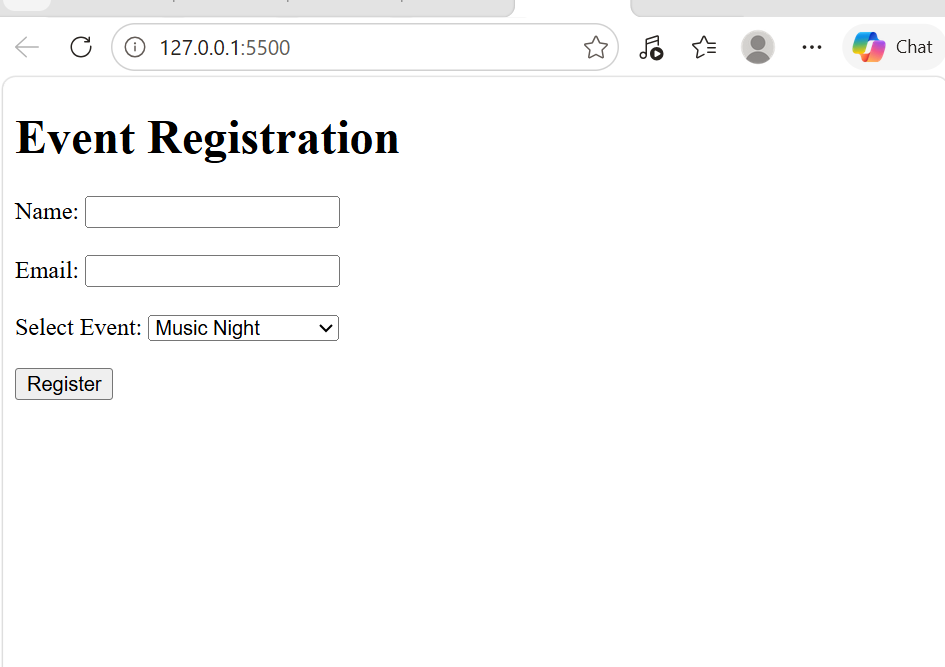 127.0.0.1:5500
Chat
Event Registration
Name:
Email:
Select Event: Music Night
Register